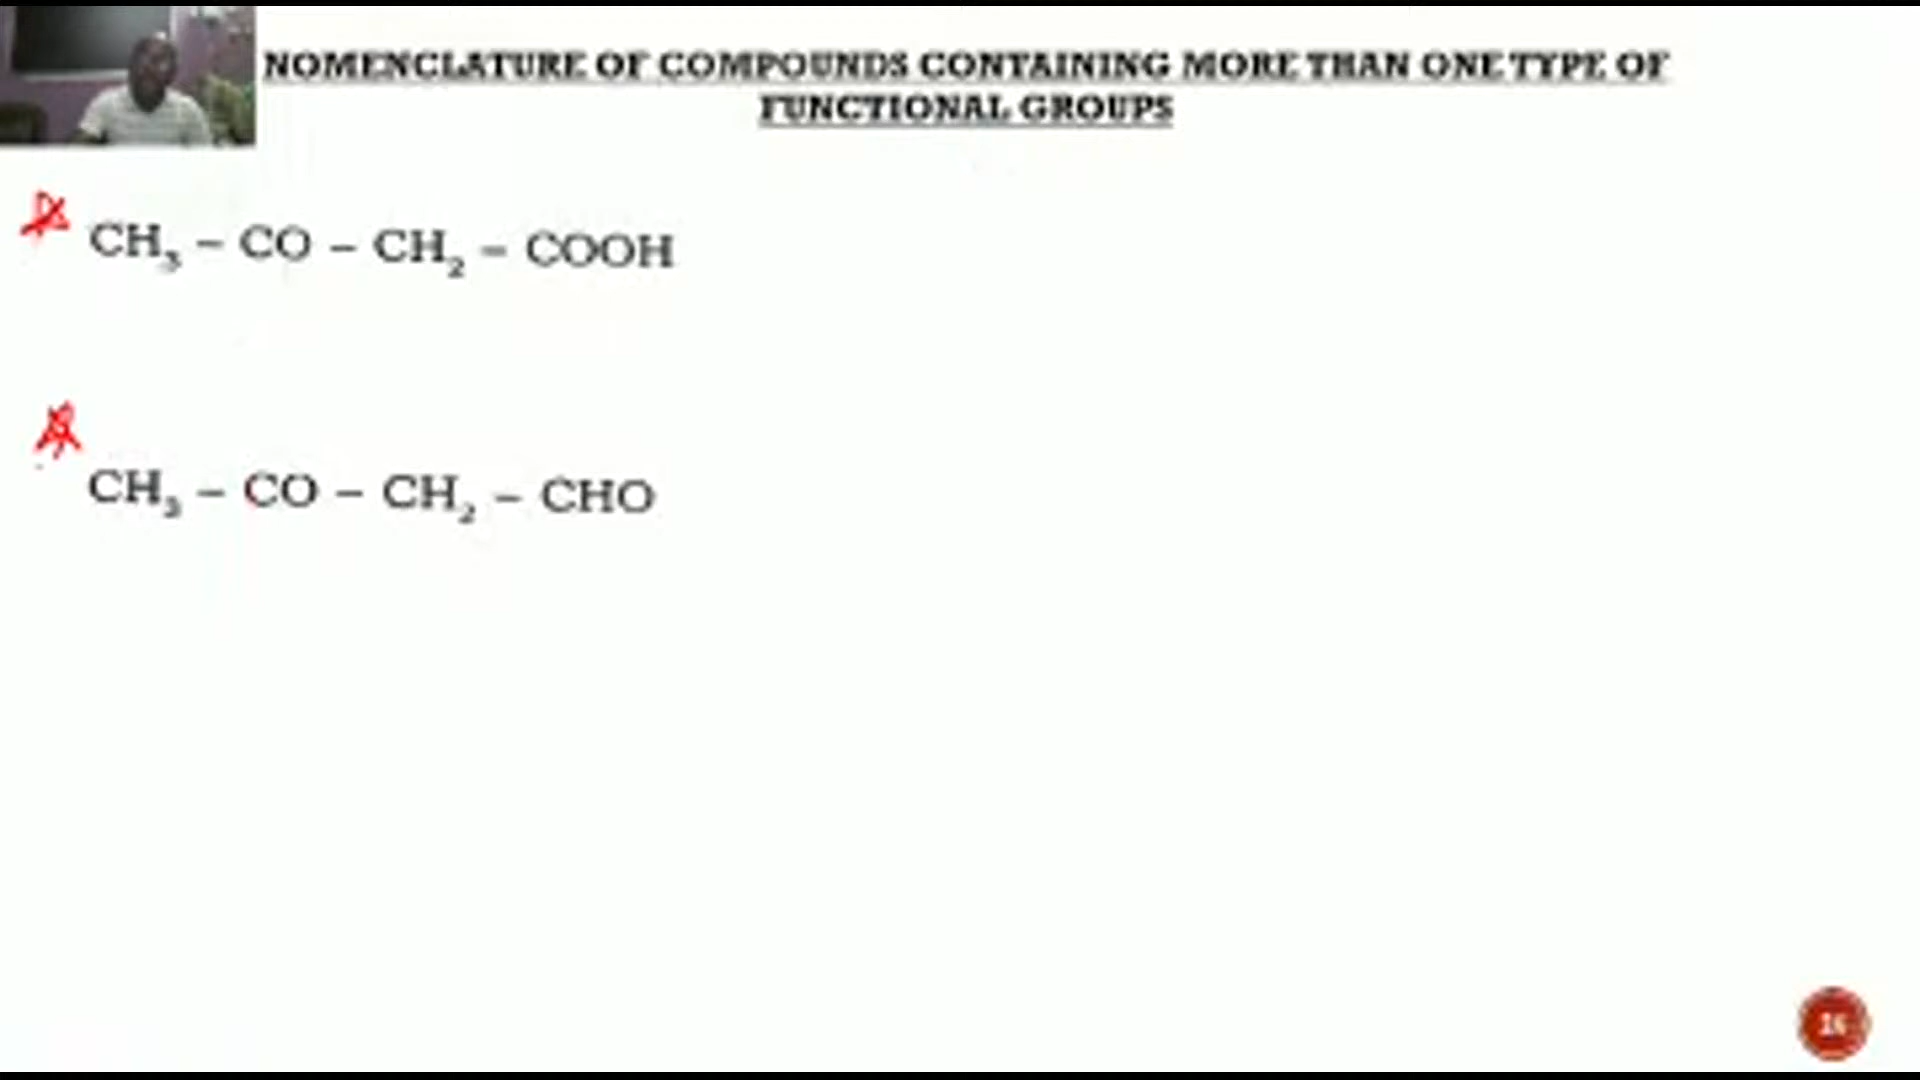 NOMENCLATURE OF COMPOUNDS CONTAINING MORE THAN ONE TYPE OF
FUNCTIONAL GROUPS
CH₃ – CO – CH₂ – COOH
CH₃ – CO – CH₂ – CHO